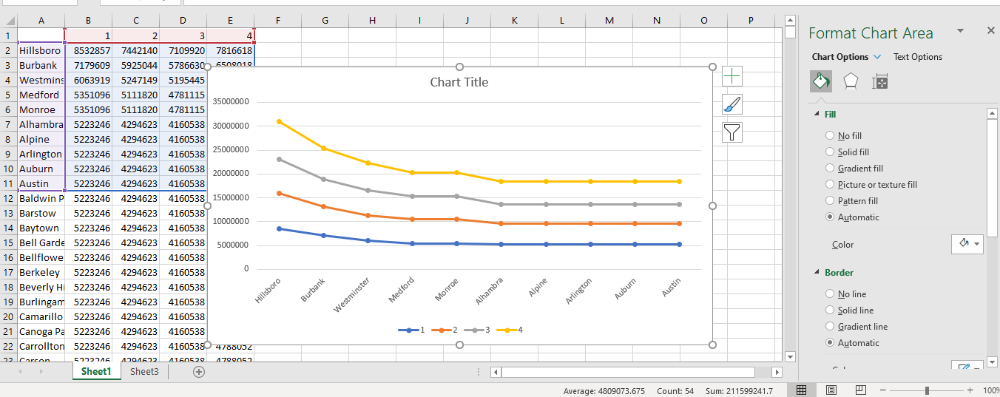 A B C D E F G H I J K L M N O P
Format Chart Area
1 1 2 3 4
2 Hillsboro 8532857 7442140 7109920 7816618
3 Burbank 7179609 5925044 5786630 6508018
4 Westmins 6063919 5247149 5195445
5 Medford 5351096 5111820 4781115
6 Monroe 5351096 5111820 4781115
7 Alhambra 5223246 4294623 4160538
8 Alpine 5223246 4294623 4160538
9 Arlington 5223246 4294623 4160538
10 Auburn 5223246 4294623 4160538
11 Austin 5223246 4294623 4160538
12 Baldwin P 5223246 4294623 4160538
13 Barstow 5223246 4294623 4160538
14 Baytown 5223246 4294623 4160538
15 Bell Garde 5223246 4294623 4160538
16 Bellflowe 5223246 4294623 4160538
17 Berkeley 5223246 4294623 4160538
18 Beverly Hi 5223246 4294623 4160538
19 Burlingam 5223246 4294623 4160538
20 Camarillo 5223246 4294623 4160538
21 Canoga Pa 5223246 4294623 4160538
22 Carrollton 5223246 4294623 4160538 4788052
23 Carson 5223246 4294623 4160538 4788052
Chart Title
35000000
30000000
25000000
20000000
15000000
10000000
5000000
0
Hillsboro Burbank Westminster Medford Monroe Alhambra Alpine Arlington Auburn Austin
1 2 3 4
Chart Options Text Options
Fill
No fill
Solid fill
Gradient fill
Picture or texture fill
Pattern fill
Automatic
Color
Border
No line
Solid line
Gradient line
Automatic
Sheet1 Sheet3
Average: 4809073.675 Count: 54 Sum: 211599241.7 100%